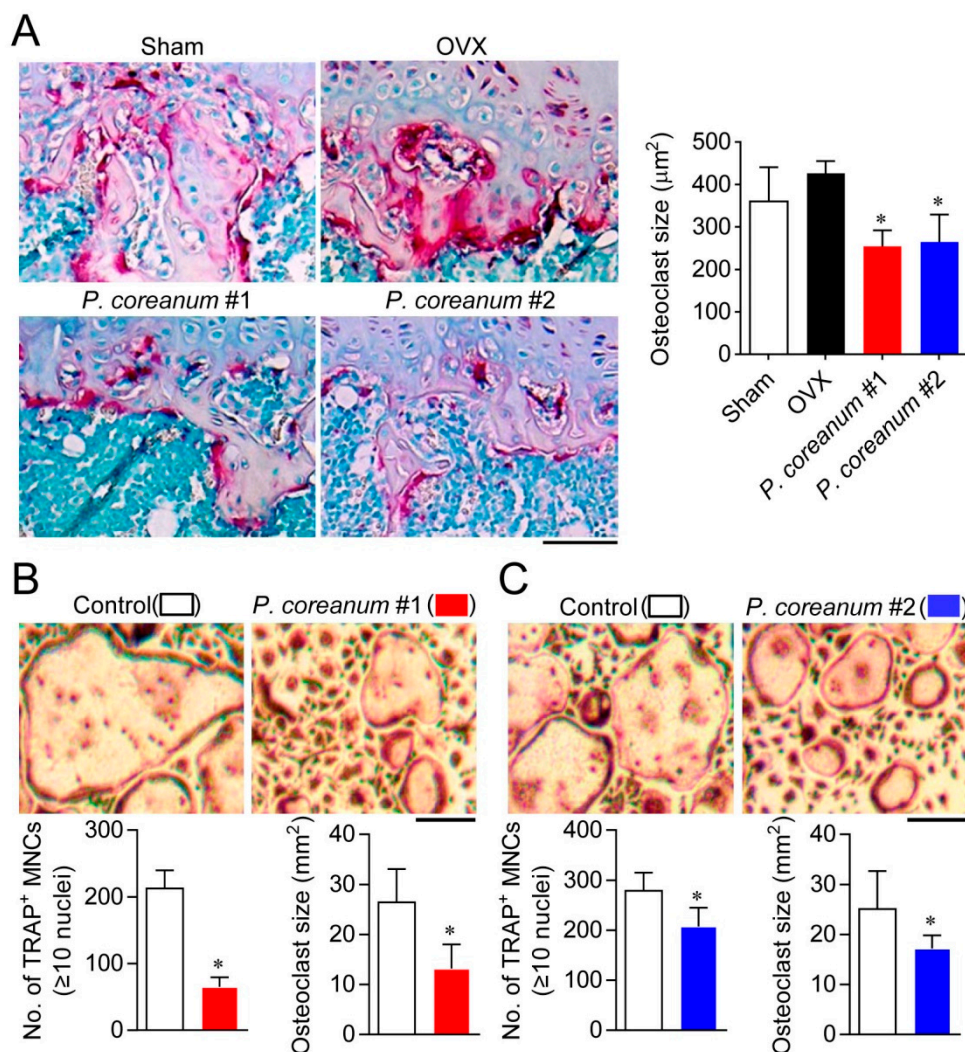 A
Sham
OVX
P. coreanum #1
P. coreanum #2
Osteoclast size (μm²)
500
400
300
200
100
0
Sham
OVX
P. coreanum #1
P. coreanum #2
*
*
B
Control( )
P. coreanum #1 ( )
No. of TRAP⁺ MNCs
(≥10 nuclei)
300
200
100
0
*
Osteoclast size (mm²)
40
30
20
10
0
*
C
Control( )
P. coreanum #2 ( )
No. of TRAP⁺ MNCs
(≥10 nuclei)
400
300
200
100
0
*
Osteoclast size (mm²)
40
30
20
10
0
*